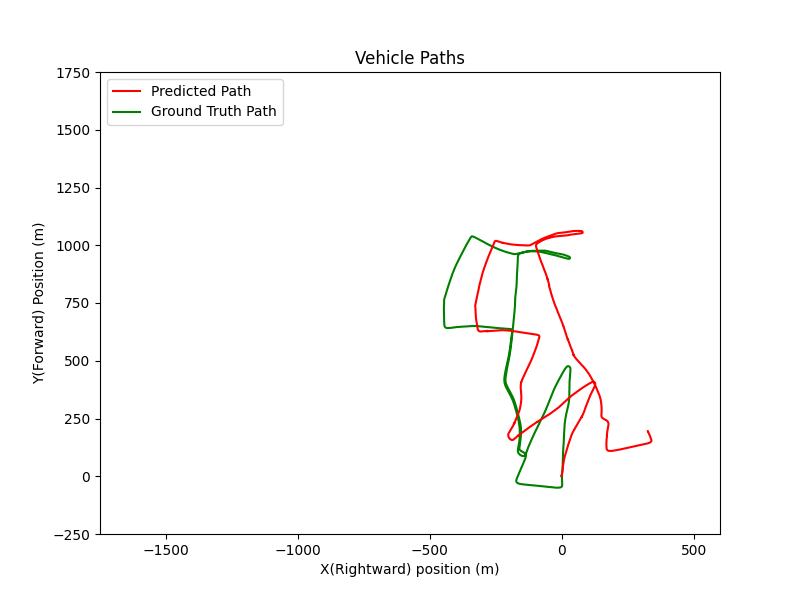 Vehicle Paths
Predicted Path
Ground Truth Path
1750
1500
1250
1000
750
500
250
0
−250
Y(Forward) Position (m)
−1500 −1000 −500 0 500
X(Rightward) position (m)